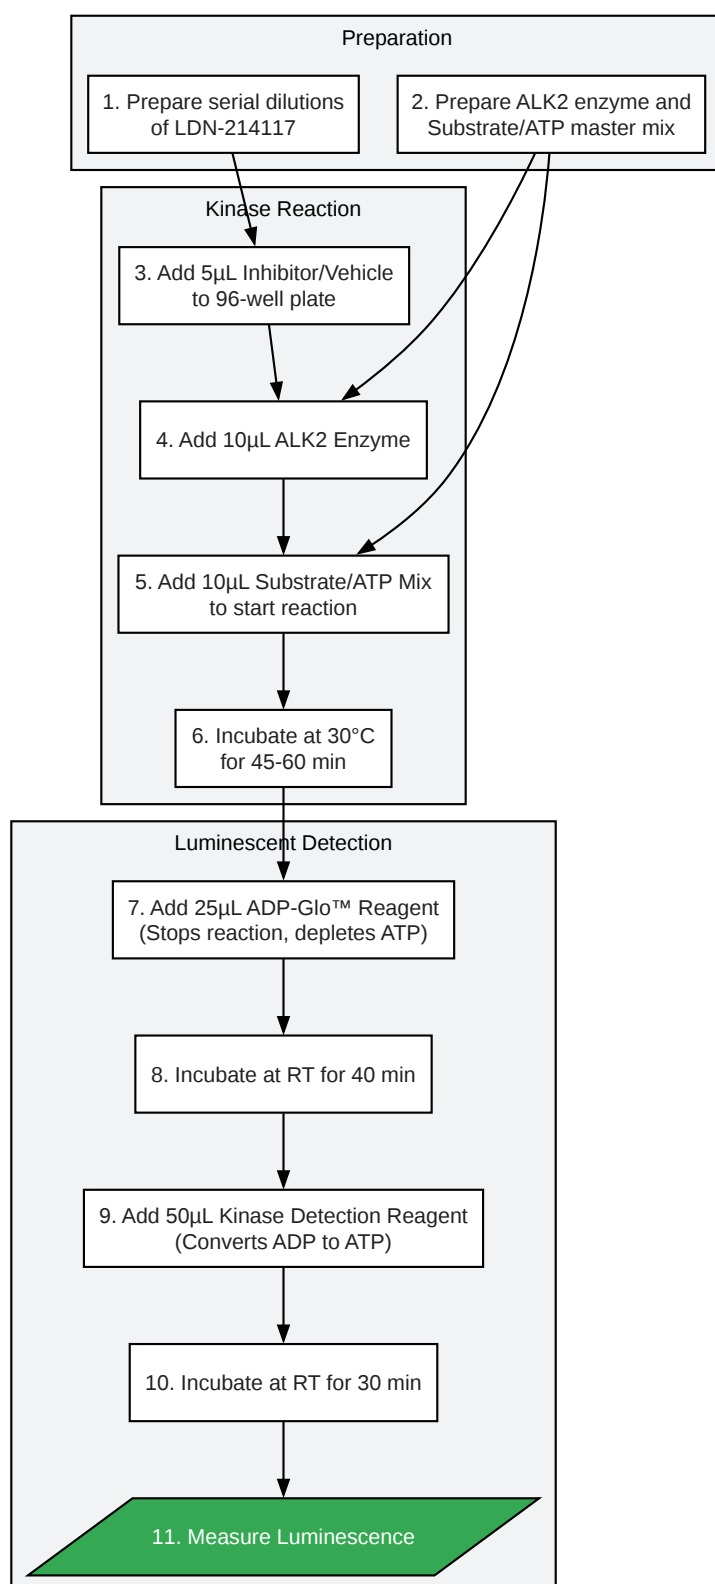 Preparation
1. Prepare serial dilutions
of LDN-214117
2. Prepare ALK2 enzyme and
Substrate/ATP master mix
Kinase Reaction
3. Add 5µL Inhibitor/Vehicle
to 96-well plate
4. Add 10µL ALK2 Enzyme
5. Add 10µL Substrate/ATP Mix
to start reaction
6. Incubate at 30°C
for 45-60 min
Luminescent Detection
7. Add 25µL ADP-Glo™ Reagent
(Stops reaction, depletes ATP)
8. Incubate at RT for 40 min
9. Add 50µL Kinase Detection Reagent
(Converts ADP to ATP)
10. Incubate at RT for 30 min
11. Measure Luminescence